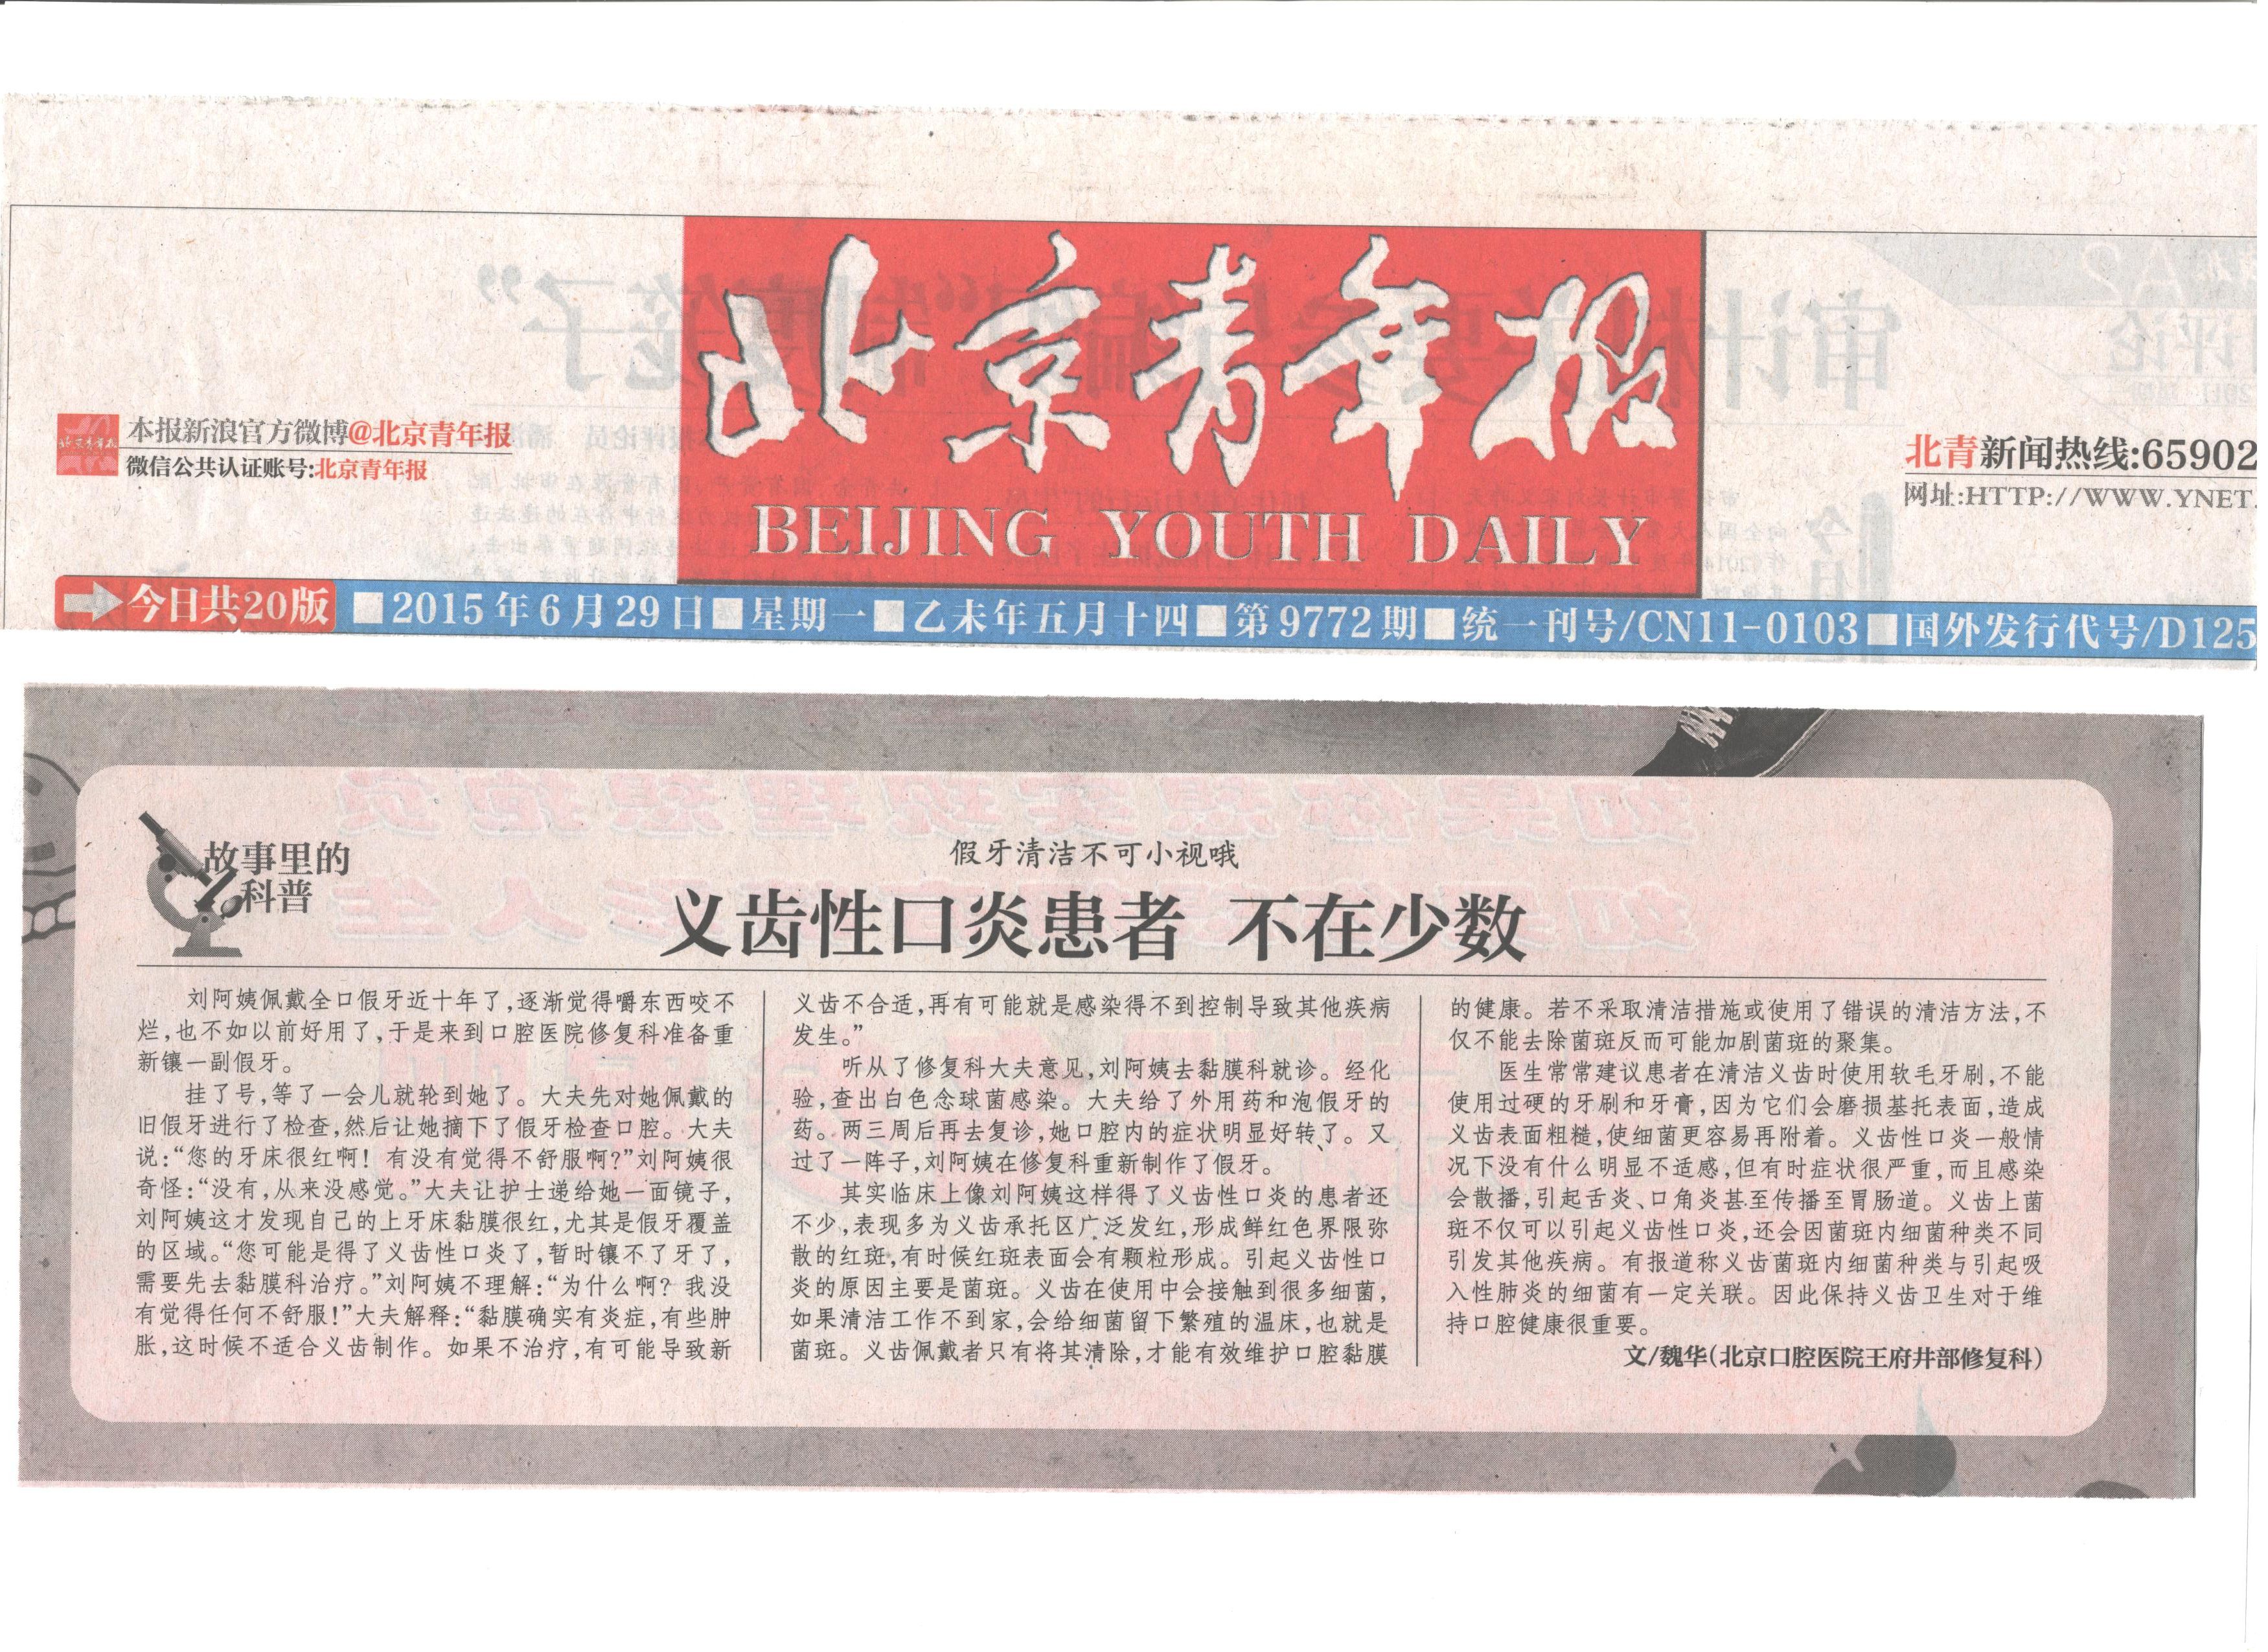 北京青年报
BEIJING YOUTH DAILY
本报新浪官方微博@北京青年报
微信公共认证账号:北京青年报
北青新闻热线:65902
网址:HTTP://WWW.YNET.
今日共20版 ■2015年6月29日■星期一■乙未年五月十四■第9772期■统一刊号/CN11-0103■国外发行代号/D125
故事里的
科普
假牙清洁不可小视哦
义齿性口炎患者 不在少数
刘阿姨佩戴全口假牙近十年了,逐渐觉得嚼东西咬不
烂,也不如以前好用了,于是来到口腔医院修复科准备重
新镶一副假牙。
挂了号,等了一会儿就轮到她了。大夫先对她佩戴的
旧假牙进行了检查,然后让她摘下了假牙检查口腔。大夫
说:“您的牙床很红啊！有没有觉得不舒服啊?”刘阿姨很
奇怪:“没有,从来没感觉。”大夫让护士递给她一面镜子,
刘阿姨这才发现自己的上牙床黏膜很红,尤其是假牙覆盖
的区域。“您可能是得了义齿性口炎了,暂时镶不了牙了,
需要先去黏膜科治疗。”刘阿姨不理解:“为什么啊？我没
有觉得任何不舒服!”大夫解释:“黏膜确实有炎症,有些肿
胀,这时候不适合义齿制作。如果不治疗,有可能导致新
义齿不合适,再有可能就是感染得不到控制导致其他疾病
发生。”
听从了修复科大夫意见,刘阿姨去黏膜科就诊。经化
验,查出白色念球菌感染。大夫给了外用药和泡假牙的
药。两三周后再去复诊,她口腔内的症状明显好转了。又
过了一阵子,刘阿姨在修复科重新制作了假牙。
其实临床上像刘阿姨这样得了义齿性口炎的患者还
不少,表现多为义齿承托区广泛发红,形成鲜红色界限弥
散的红斑,有时候红斑表面会有颗粒形成。引起义齿性口
炎的原因主要是菌斑。义齿在使用中会接触到很多细菌,
如果清洁工作不到家,会给细菌留下繁殖的温床,也就是
菌斑。义齿佩戴者只有将其清除,才能有效维护口腔黏膜
的健康。若不采取清洁措施或使用了错误的清洁方法,不
仅不能去除菌斑反而可能加剧菌斑的聚集。
医生常常建议患者在清洁义齿时使用软毛牙刷,不能
使用过硬的牙刷和牙膏,因为它们会磨损基托表面,造成
义齿表面粗糙,使细菌更容易再附着。义齿性口炎一般情
况下没有什么明显不适感,但有时症状很严重,而且感染
会散播,引起舌炎、口角炎甚至传播至胃肠道。义齿上菌
斑不仅可以引起义齿性口炎,还会因菌斑内细菌种类不同
引发其他疾病。有报道称义齿菌斑内细菌种类与引起吸
入性肺炎的细菌有一定关联。因此保持义齿卫生对于维
持口腔健康很重要。
文/魏华(北京口腔医院王府井部修复科)